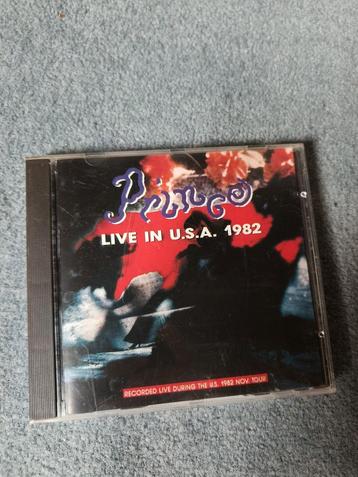 Prince
LIVE IN U.S.A. 1982
RECORDED LIVE DURING THE U.S. 1982 NOV. TOUR